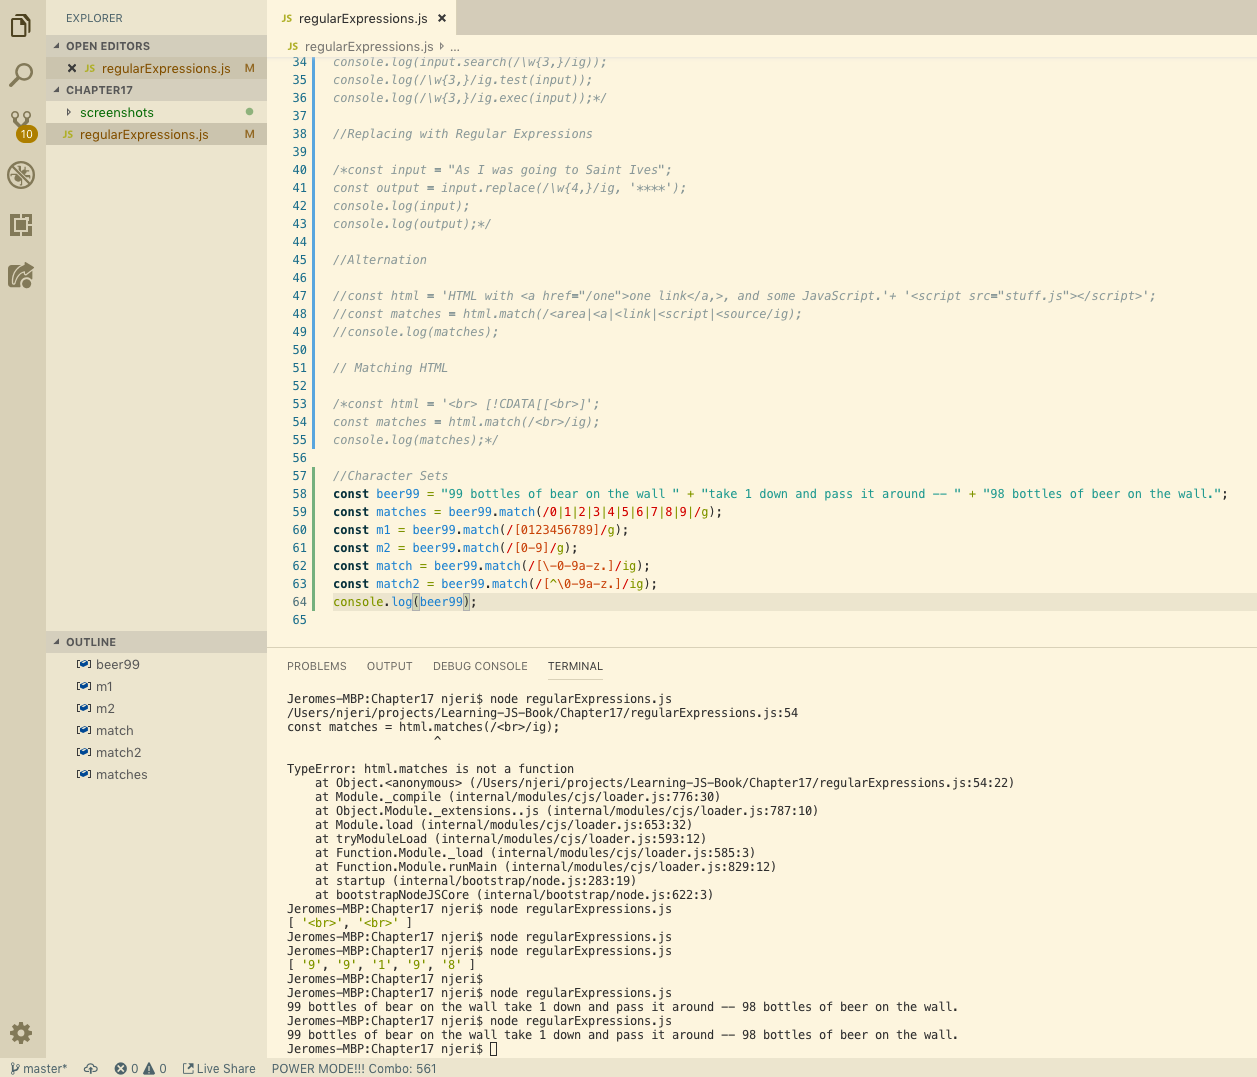 EXPLORER
OPEN EDITORS
JS regularExpressions.js M
CHAPTER17
screenshots
JS regularExpressions.js M
10
OUTLINE
beer99
m1
m2
match
match2
matches
JS regularExpressions.js
JS regularExpressions.js ...
34 console.log(input.search(/\w{3,}/ig));
35 console.log(/\w{3,}/ig.test(input));
36 console.log(/\w{3,}/ig.exec(input));*/
37
38 //Replacing with Regular Expressions
39
40 /*const input = "As I was going to Saint Ives";
41 const output = input.replace(/\w{4,}/ig, '****');
42 console.log(input);
43 console.log(output);*/
44
45 //Alternation
46
47 //const html = 'HTML with <a href="/one">one link</a,>, and some JavaScript.'+ '<script src="stuff.js"></script>';
48 //const matches = html.match(/<area|<a|<link|<script|<source/ig);
49 //console.log(matches);
50
51 // Matching HTML
52
53 /*const html = '<br> [!CDATA[[<br>]';
54 const matches = html.match(/<br>/ig);
55 console.log(matches);*/
56
57 //Character Sets
58 const beer99 = "99 bottles of bear on the wall " + "take 1 down and pass it around -- " + "98 bottles of beer on the wall.";
59 const matches = beer99.match(/0|1|2|3|4|5|6|7|8|9|/g);
60 const m1 = beer99.match(/[0123456789]/g);
61 const m2 = beer99.match(/[0-9]/g);
62 const match = beer99.match(/[\-0-9a-z.]/ig);
63 const match2 = beer99.match(/[^\0-9a-z.]/ig);
64 console.log(beer99);
65
PROBLEMS OUTPUT DEBUG CONSOLE TERMINAL
Jeromes-MBP:Chapter17 njeri$ node regularExpressions.js
/Users/njeri/projects/Learning-JS-Book/Chapter17/regularExpressions.js:54
const matches = html.matches(/<br>/ig);
^
TypeError: html.matches is not a function
at Object.<anonymous> (/Users/njeri/projects/Learning-JS-Book/Chapter17/regularExpressions.js:54:22)
at Module._compile (internal/modules/cjs/loader.js:776:30)
at Object.Module._extensions..js (internal/modules/cjs/loader.js:787:10)
at Module.load (internal/modules/cjs/loader.js:653:32)
at tryModuleLoad (internal/modules/cjs/loader.js:593:12)
at Function.Module._load (internal/modules/cjs/loader.js:585:3)
at Function.Module.runMain (internal/modules/cjs/loader.js:829:12)
at startup (internal/bootstrap/node.js:283:19)
at bootstrapNodeJSCore (internal/bootstrap/node.js:622:3)
Jeromes-MBP:Chapter17 njeri$ node regularExpressions.js
[ '<br>', '<br>' ]
Jeromes-MBP:Chapter17 njeri$ node regularExpressions.js
Jeromes-MBP:Chapter17 njeri$ node regularExpressions.js
[ '9', '9', '1', '9', '8' ]
Jeromes-MBP:Chapter17 njeri$
Jeromes-MBP:Chapter17 njeri$ node regularExpressions.js
99 bottles of bear on the wall take 1 down and pass it around -- 98 bottles of beer on the wall.
Jeromes-MBP:Chapter17 njeri$ node regularExpressions.js
99 bottles of bear on the wall take 1 down and pass it around -- 98 bottles of beer on the wall.
Jeromes-MBP:Chapter17 njeri$
master* 0 0 Live Share POWER MODE!!! Combo: 561